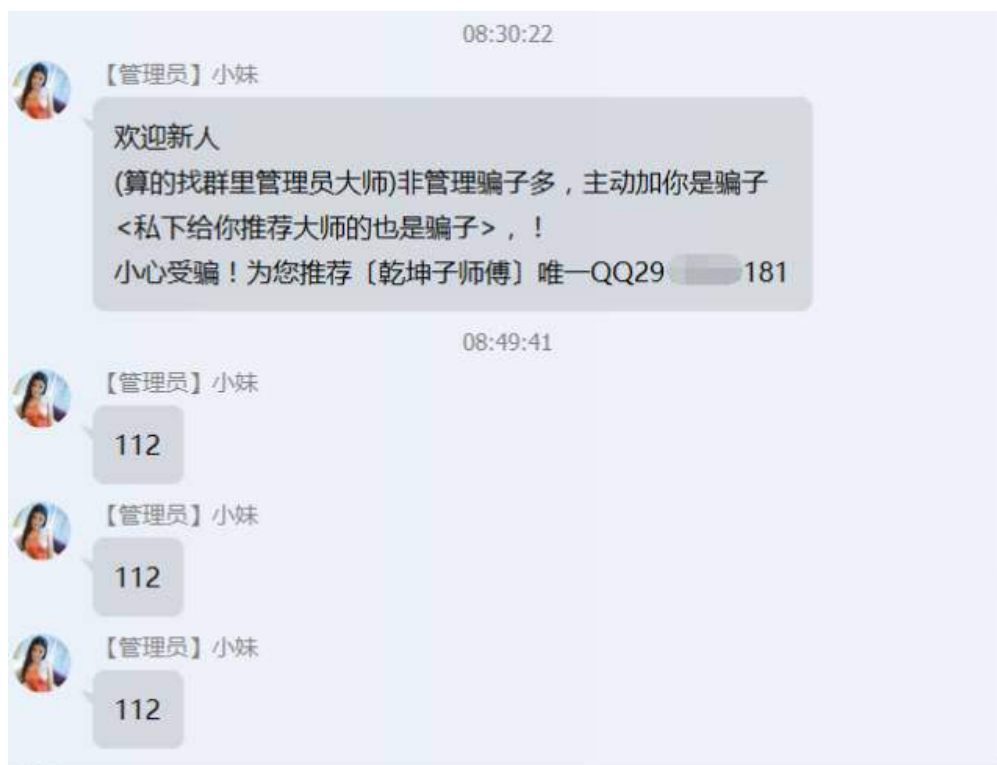 08:30:22
【管理员】小妹
欢迎新人
(算的找群里管理员大师)非管理骗子多，主动加你是骗子
<私下给你推荐大师的也是骗子>，！
小心受骗！为您推荐〔乾坤子师傅〕唯一QQ29 181
08:49:41
【管理员】小妹
112
【管理员】小妹
112
【管理员】小妹
112